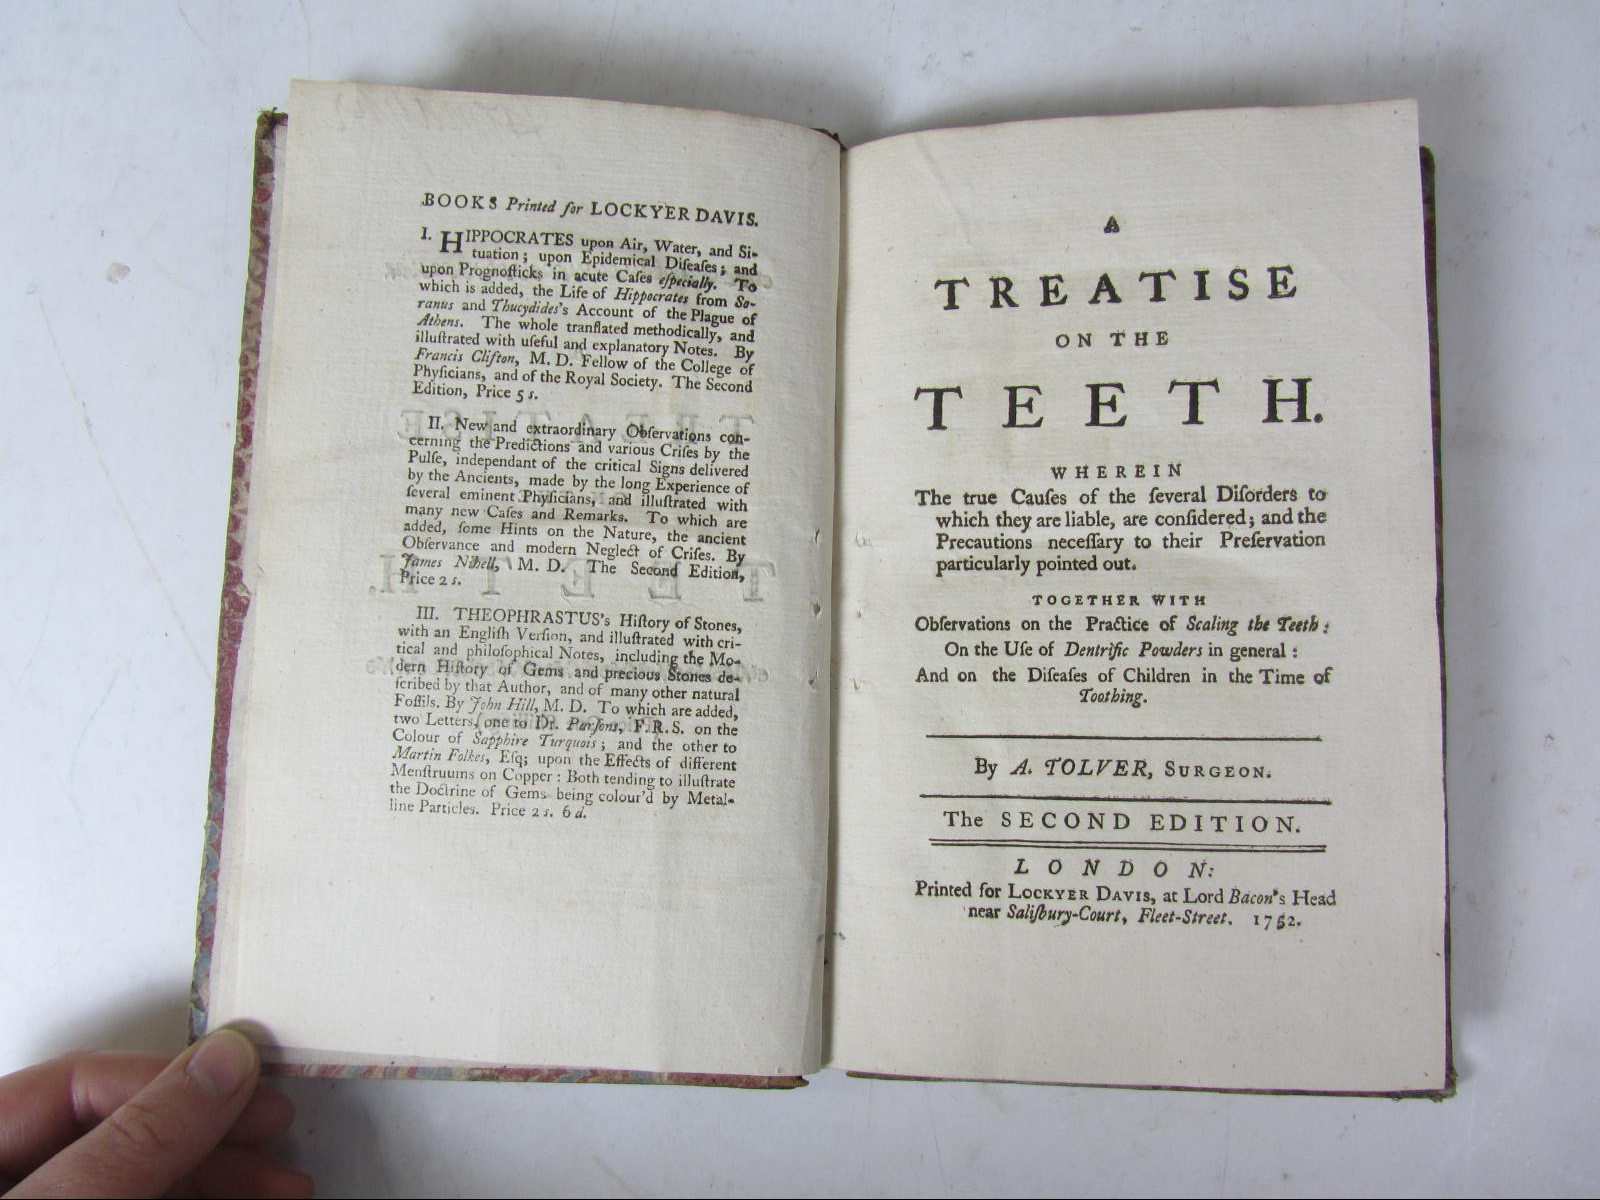 BOOKS Printed for LOCKYER DAVIS.
I. HIPPOCRATES upon Air, Water, and Si-
tuation; upon Epidemical Diſeaſes; and
upon Prognoſticks in acute Caſes eſpecially. To
which is added, the Life of Hippocrates from So-
ranus and Thucydides's Account of the Plague of
Athens. The whole tranſlated methodically, and
illuſtrated with uſeful and explanatory Notes. By
Francis Clifton, M. D. Fellow of the College of
Phyſicians, and of the Royal Society. The Second
Edition, Price 5 s.
II. New and extraordinary Obſervations con-
cerning the Predictions and various Criſes by the
Pulſe, independant of the critical Signs delivered
by the Ancients, made by the long Experience of
ſeveral eminent Phyſicians, and illuſtrated with
many new Caſes and Remarks. To which are
added, ſome Hints on the Nature, the ancient
Obſervance and modern Neglect of Criſes. By
James Nihell, M. D. The Second Edition,
Price 2 s.
III. THEOPHRASTUS's Hiſtory of Stones,
with an Engliſh Verſion, and illuſtrated with cri-
tical and philoſophical Notes, including the Mo-
dern Hiſtory of Gems and precious Stones de-
ſcribed by that Author, and of many other natural
Foſſils. By John Hill, M. D. To which are added,
two Letters, one to Dr. Parſons, F.R.S. on the
Colour of Sapphire Turquois; and the other to
Martin Folkes, Eſq; upon the Effects of different
Menſtruums on Copper: Both tending to illuſtrate
the Doctrine of Gems being colour'd by Metal-
line Particles. Price 2 s. 6 d.
A
TREATISE
ON THE
TEETH.
WHEREIN
The true Cauſes of the ſeveral Diſorders to
which they are liable, are conſidered; and the
Precautions neceſſary to their Preſervation
particularly pointed out.
TOGETHER WITH
Obſervations on the Practice of Scaling the Teeth:
On the Uſe of Dentrific Powders in general:
And on the Diſeaſes of Children in the Time of
Toothing.
By A. TOLVER, SURGEON.
The SECOND EDITION.
LONDON:
Printed for LOCKYER DAVIS, at Lord Bacon's Head
near Saliſbury-Court, Fleet-Street. 1752.